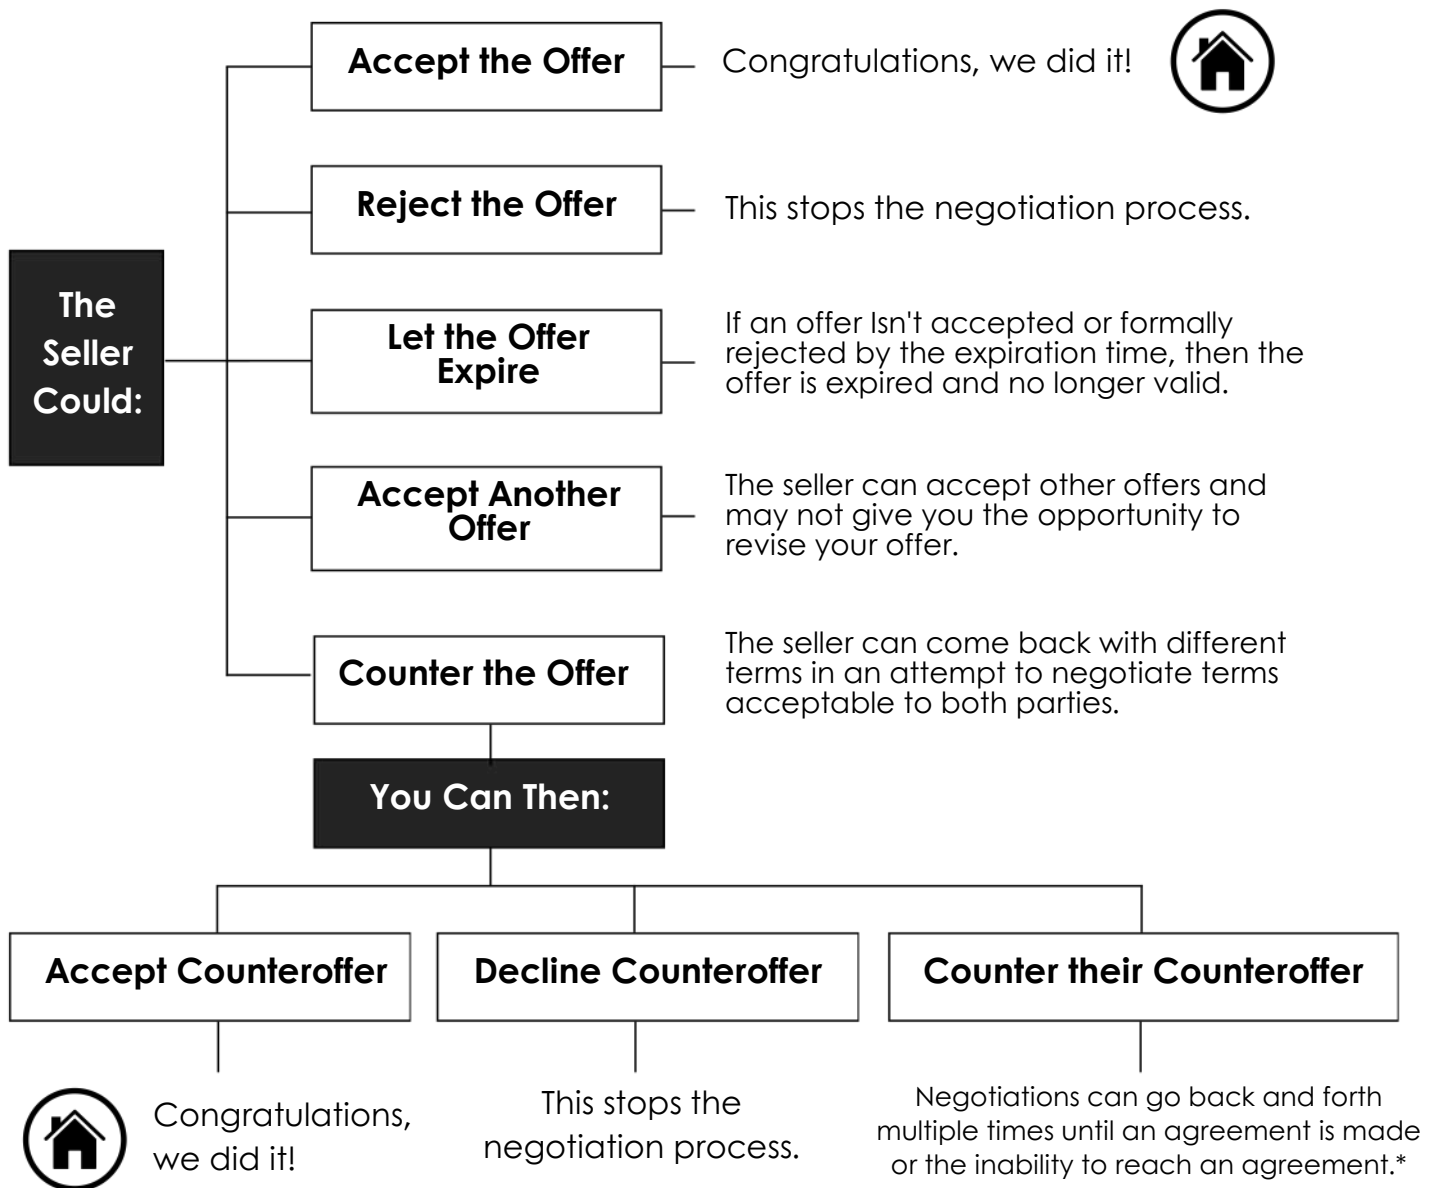 Accept the Offer
Congratulations, we did it!
Reject the Offer
This stops the negotiation process.
The
Seller
Could:
Let the Offer
Expire
If an offer Isn't accepted or formally
rejected by the expiration time, then the
offer is expired and no longer valid.
Accept Another
Offer
The seller can accept other offers and
may not give you the opportunity to
revise your offer.
Counter the Offer
The seller can come back with different
terms in an attempt to negotiate terms
acceptable to both parties.
You Can Then:
Accept Counteroffer
Decline Counteroffer
Counter their Counteroffer
Congratulations,
we did it!
This stops the
negotiation process.
Negotiations can go back and forth
multiple times until an agreement is made
or the inability to reach an agreement.*